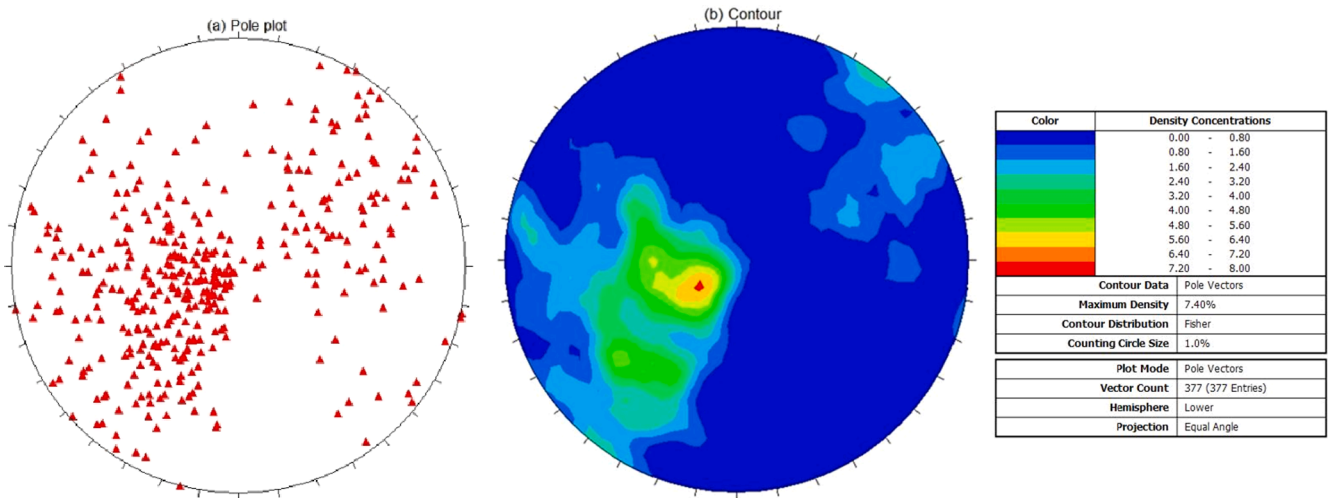 (a) Pole plot
(b) Contour
Color Density Concentrations
0.00 - 0.80
0.80 - 1.60
1.60 - 2.40
2.40 - 3.20
3.20 - 4.00
4.00 - 4.80
4.80 - 5.60
5.60 - 6.40
6.40 - 7.20
7.20 - 8.00
Contour Data Pole Vectors
Maximum Density 7.40%
Contour Distribution Fisher
Counting Circle Size 1.0%
Plot Mode Pole Vectors
Vector Count 377 (377 Entries)
Hemisphere Lower
Projection Equal Angle